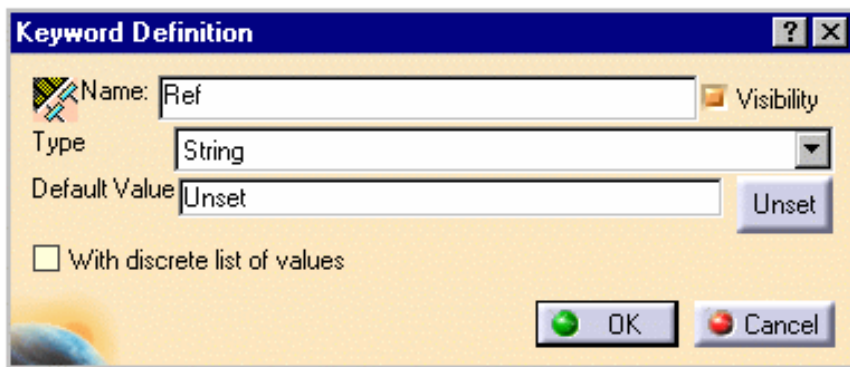 Keyword Definition ? X
Name: Ref Visibility
Type String
Default Value Unset Unset
With discrete list of values
OK Cancel